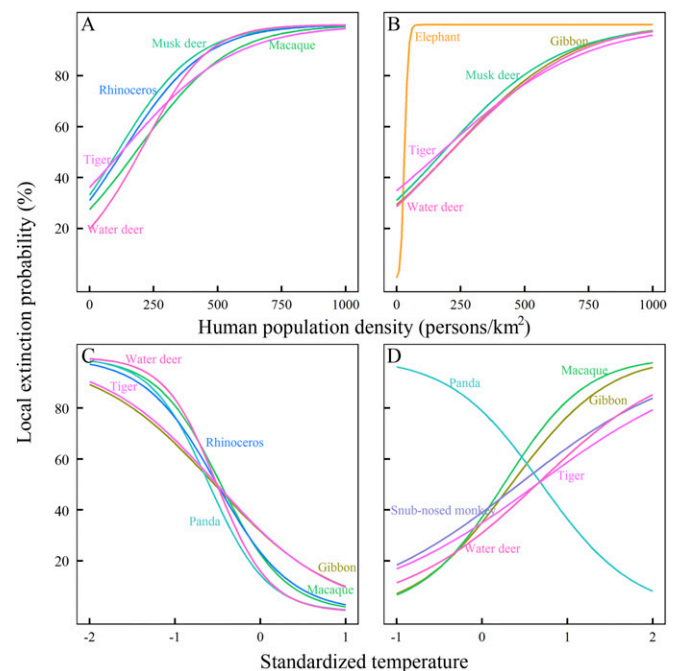 A
B
Musk deer
Macaque
Rhinoceros
Tiger
Water deer
Elephant
Gibbon
Musk deer
Tiger
Water deer
80
60
40
20
0
250
500
750
1000
0
250
500
750
1000
Human population density (persons/km²)
Local extinction probability (%)
C
D
Water deer
Tiger
Rhinoceros
Panda
Gibbon
Macaque
Panda
Macaque
Gibbon
Tiger
Snub-nosed monkey
Water deer
80
60
40
20
-2
-1
0
1
-1
0
1
2
Standardized temperature